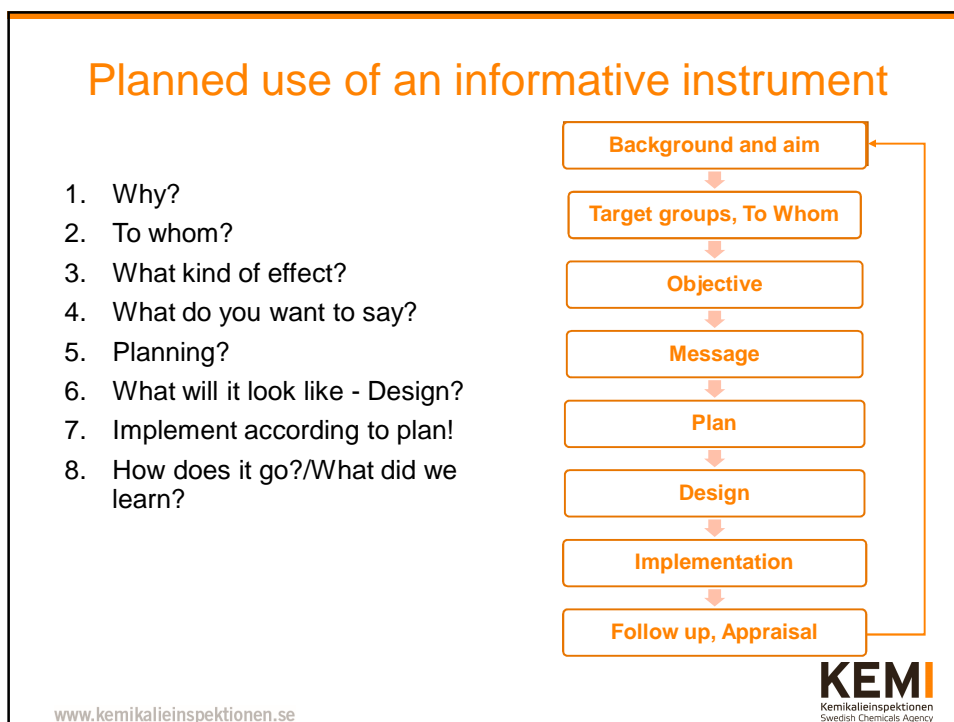 Planned use of an informative instrument
1. Why?
2. To whom?
3. What kind of effect?
4. What do you want to say?
5. Planning?
6. What will it look like - Design?
7. Implement according to plan!
8. How does it go?/What did we
learn?
Background and aim
Target groups, To Whom
Objective
Message
Plan
Design
Implementation
Follow up, Appraisal
www.kemikalieinspektionen.se
KEMI
Kemikalieinspektionen
Swedish Chemicals Agency